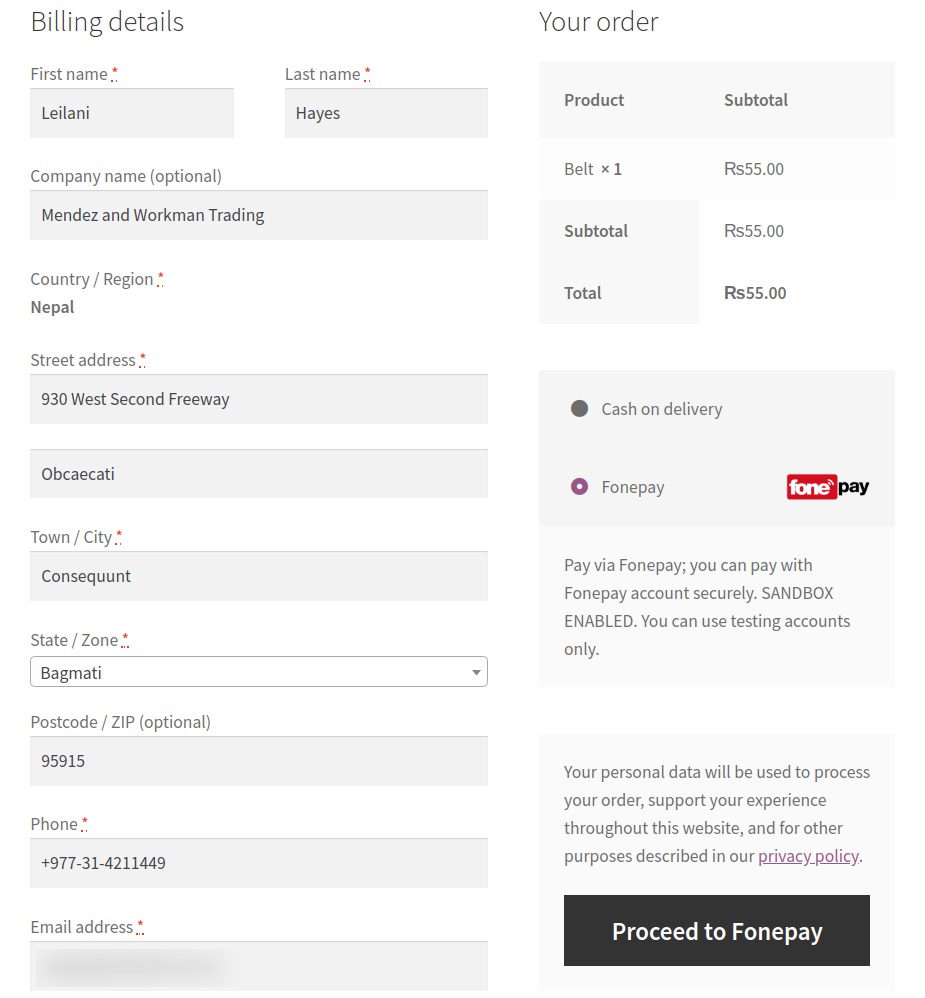 Billing details
First name *
Last name *
Leilani
Hayes
Company name (optional)
Mendez and Workman Trading
Country / Region *
Nepal
Street address *
930 West Second Freeway
Obcaecati
Town / City *
Consequunt
State / Zone *
Bagmati
Postcode / ZIP (optional)
95915
Phone *
+977-31-4211449
Email address *
Your order
Product Subtotal
Belt × 1 ₨55.00
Subtotal ₨55.00
Total ₨55.00
Cash on delivery
Fonepay
fonepay
Pay via Fonepay; you can pay with
Fonepay account securely. SANDBOX
ENABLED. You can use testing accounts
only.
Your personal data will be used to process
your order, support your experience
throughout this website, and for other
purposes described in our privacy policy.
Proceed to Fonepay